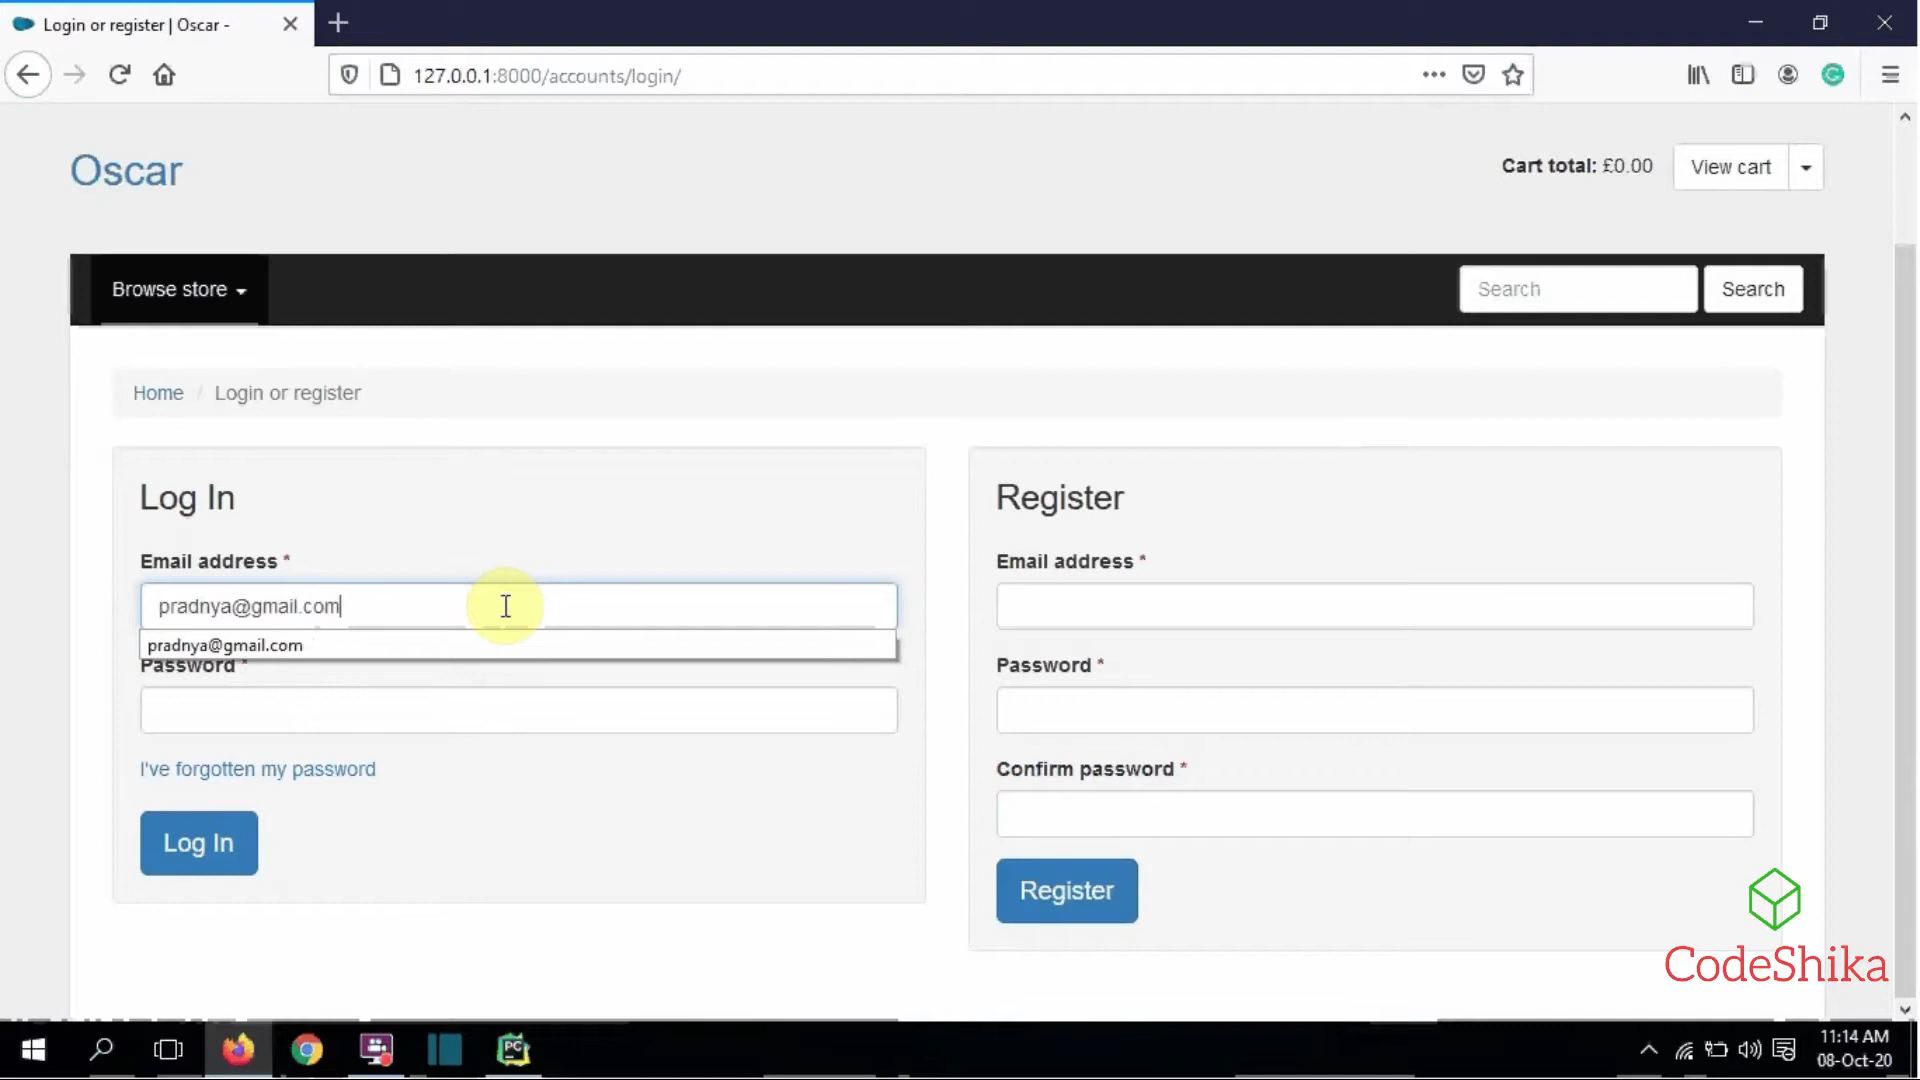 Login or register | Oscar -
127.0.0.1:8000/accounts/login/
Oscar
Cart total: £0.00
View cart
Browse store
Search
Search
Home / Login or register
Log In
Email address *
pradnya@gmail.com
pradnya@gmail.com
Password *
I've forgotten my password
Log In
Register
Email address *
Password *
Confirm password *
Register
CodeShika
PC
11:14 AM
08-Oct-20